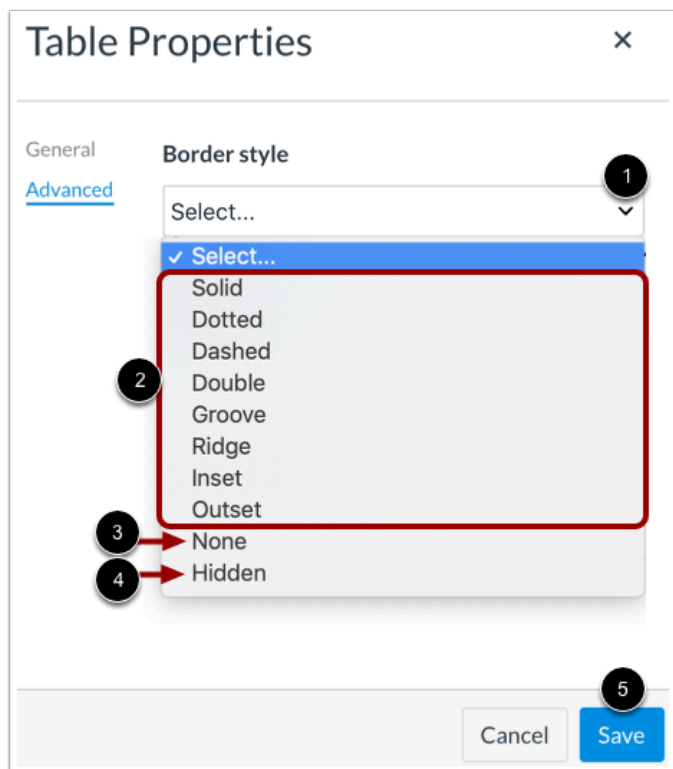 Table Properties
General
Advanced
Border style
1
Select...
✓ Select...
Solid
Dotted
Dashed
2
Double
Groove
Ridge
Inset
Outset
3
None
4
Hidden
5
Cancel
Save